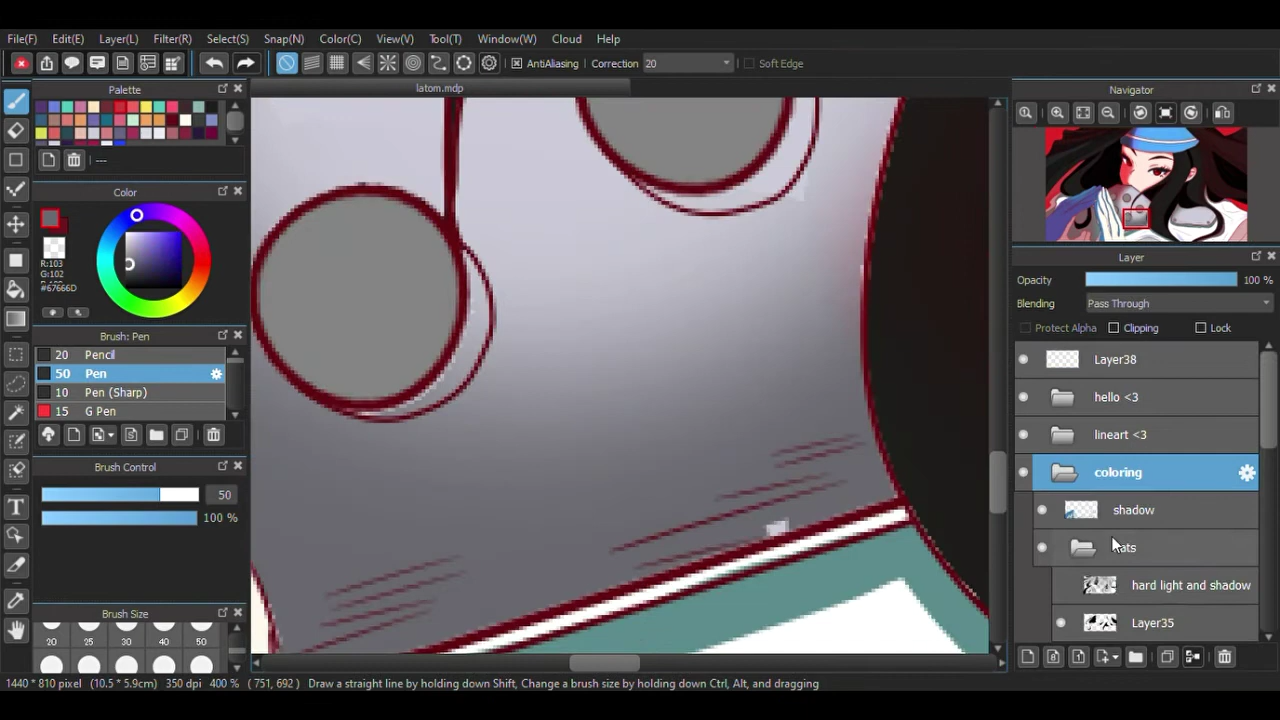 File(F) Edit(E) Layer(L) Filter(R) Select(S) Snap(N) Color(C) View(V) Tool(T) Window(W) Cloud Help
AntiAliasing Correction 20 Soft Edge
Palette
latom.mdp
Navigator
---
Color
R:103
G:102
#67666D
Brush: Pen
20 Pencil
50 Pen
10 Pen (Sharp)
15 G Pen
Brush Control
50
100 %
Brush Size
20 25 30 40 50
Layer
Opacity 100 %
Blending Pass Through
Protect Alpha Clipping Lock
Layer38
hello <3
lineart <3
coloring
shadow
hard light and shadow
Layer35
1440 * 810 pixel (10.5 * 5.9cm) 350 dpi 400 % ( 751, 692 ) Draw a straight line by holding down Shift, Change a brush size by holding down Ctrl, Alt, and dragging